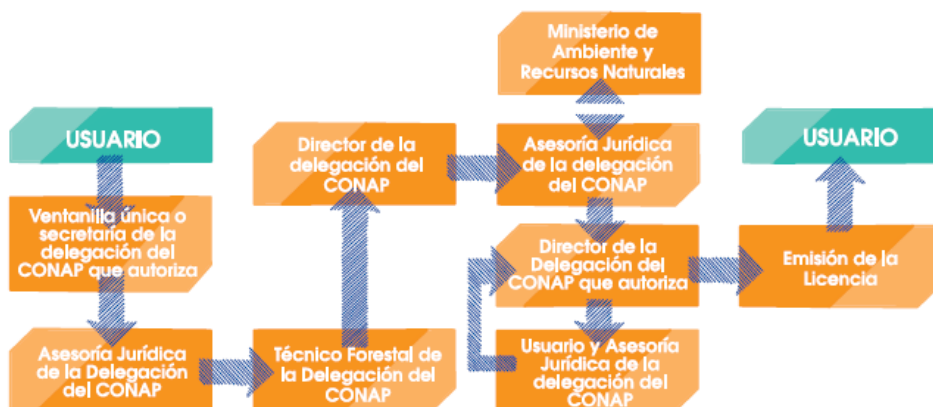 USUARIO
Ventanilla única o
secretaría de la
delegación del
CONAP que autoriza
Asesoría Jurídica
de la Delegación
del CONAP
Técnico Forestal de
la Delegación del
CONAP
Director de la
delegación del
CONAP
Ministerio de
Ambiente y
Recursos Naturales
Asesoría Jurídica
de la delegación
del CONAP
Director de la
Delegación del
CONAP que autoriza
Usuario y Asesoría
Jurídica de la
delegación del
CONAP
Emisión de la
Licencia
USUARIO